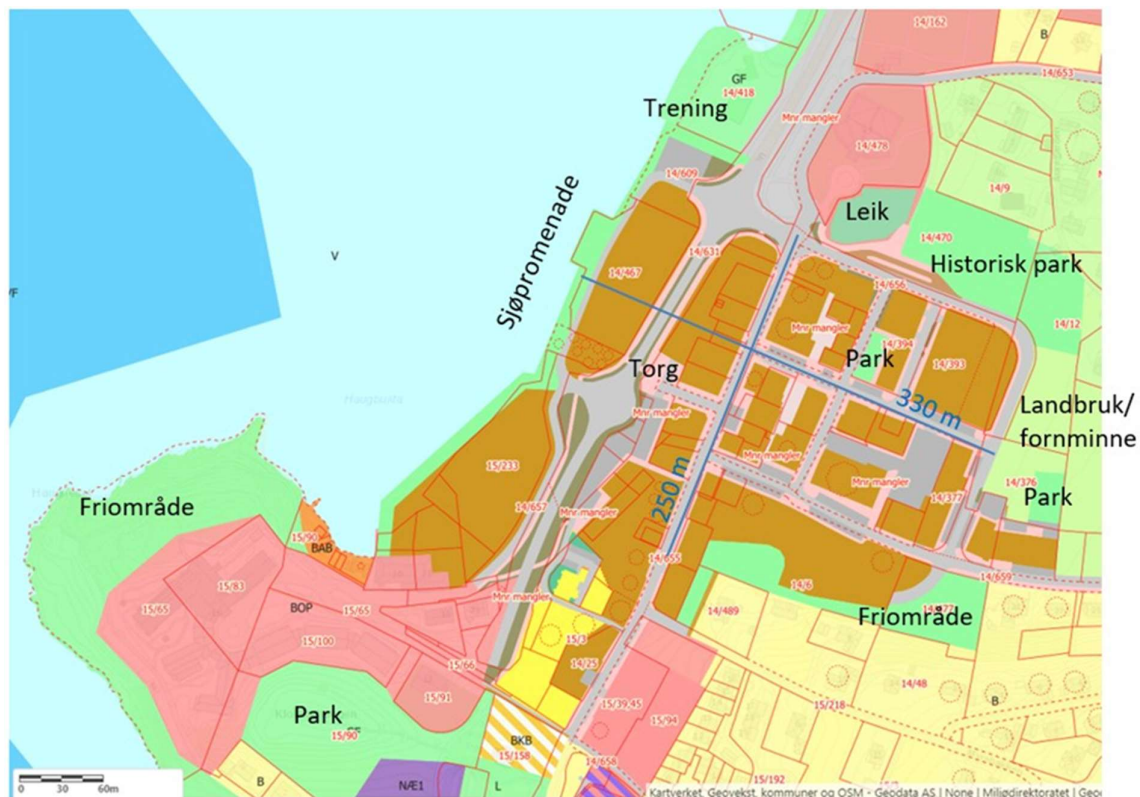 14/162
B
14/653
GF
14/418
Trening
Mnr mangler
14/478
14/9
14/609
Leik
14/470
Sjøpromenade
V
14/631
Historisk park
14/467
14/656
B
Mnr mangler
14/12
14/394
Park
14/393
Torg
330 m
Landbruk/
fornminne
Mnr mangler
Mnr mangler
15/233
250 m
Mnr mangler
14/376
Park
14/377
Friområde
14/657
Mnr mangler
15/90
BAB
14/655
15/83
14/6
14/659
Mnr mangler
15/65
BOP
15/65
14/489
Friområde
15/100
15/3
15/66
14/25
14/48
15/91
B
Park
15/39,45
15/94
15/218
15/90
BKB
15/158
14/658
B
NÆ1
L
15/192
0 30 60m
Kartverket, Geovekst, kommuner og OSM - Geodata AS | None | Miljødirektoratet | Geo